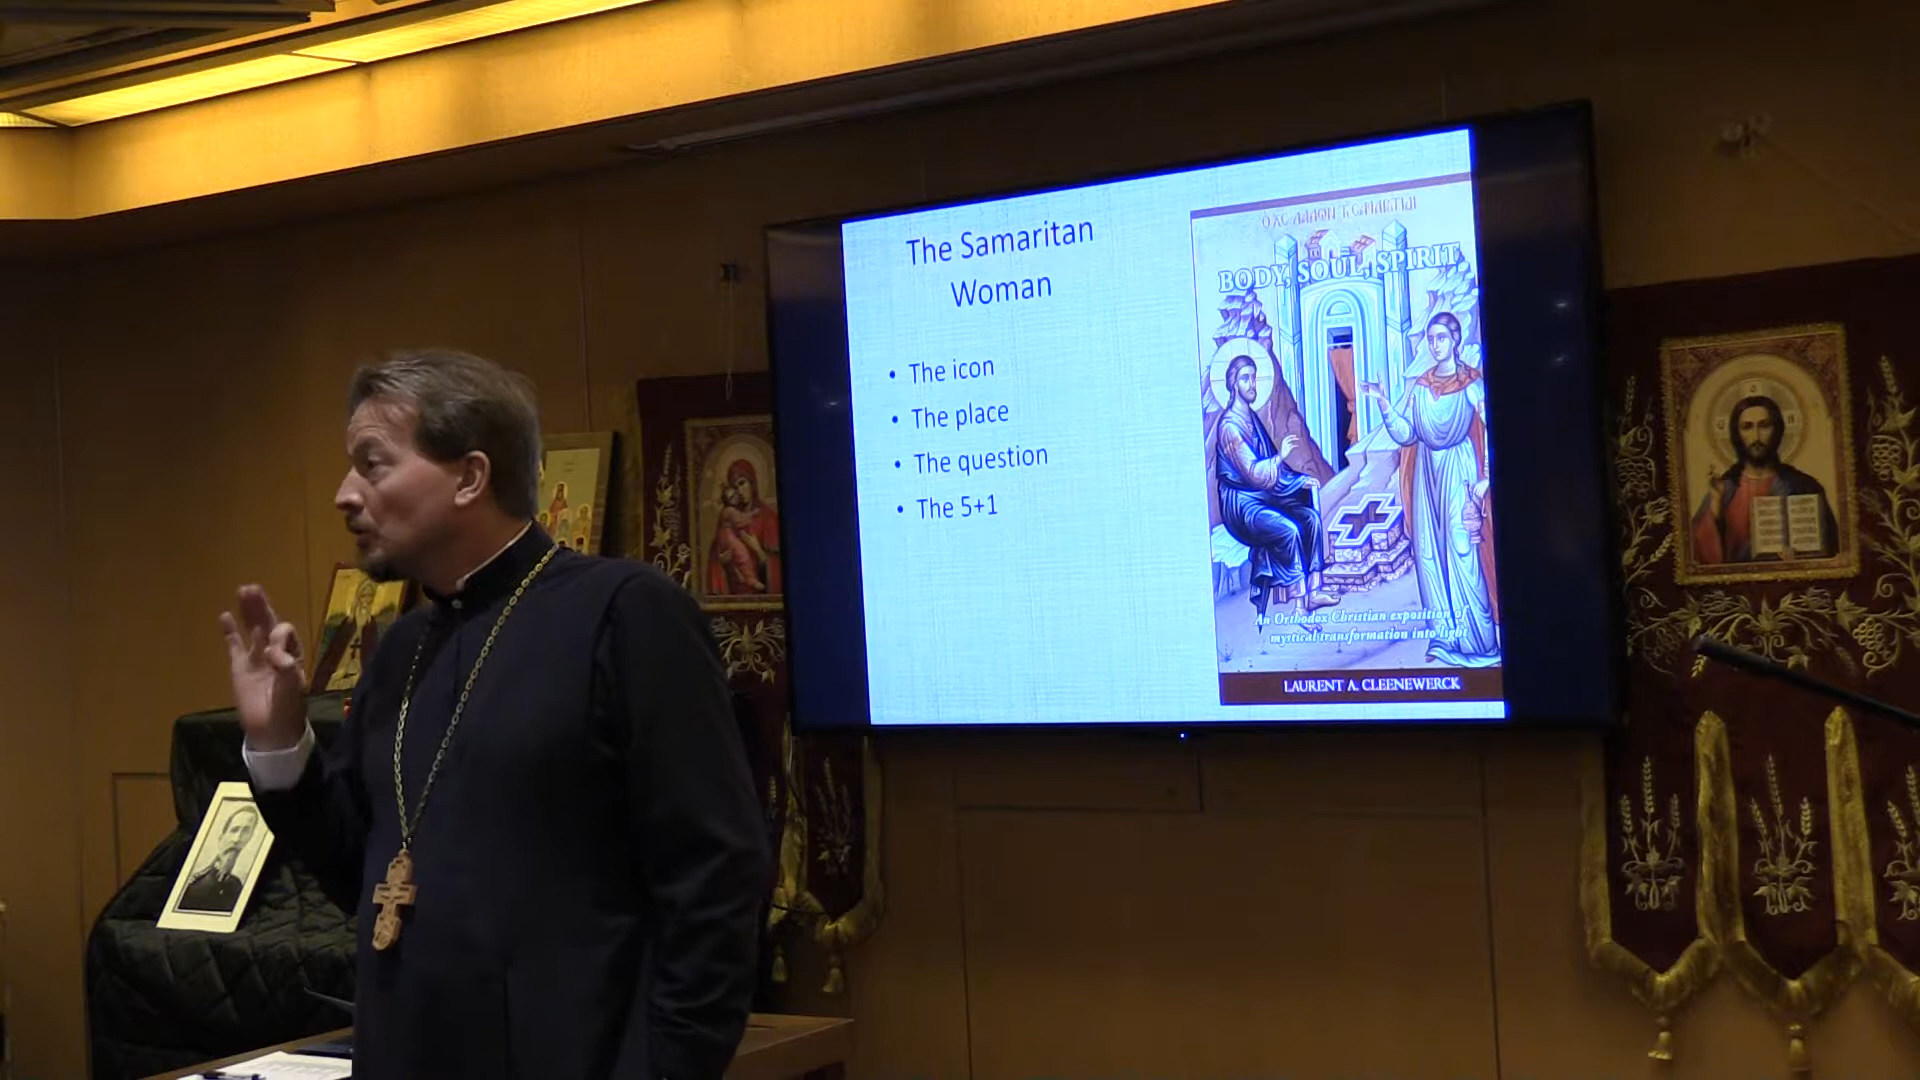 The Samaritan
Woman
• The icon
• The place
• The question
• The 5+1
BODY, SOUL, SPIRIT
An Orthodox Christian exposition of
mystical transformation into light
LAURENT A. CLEENEWERCK